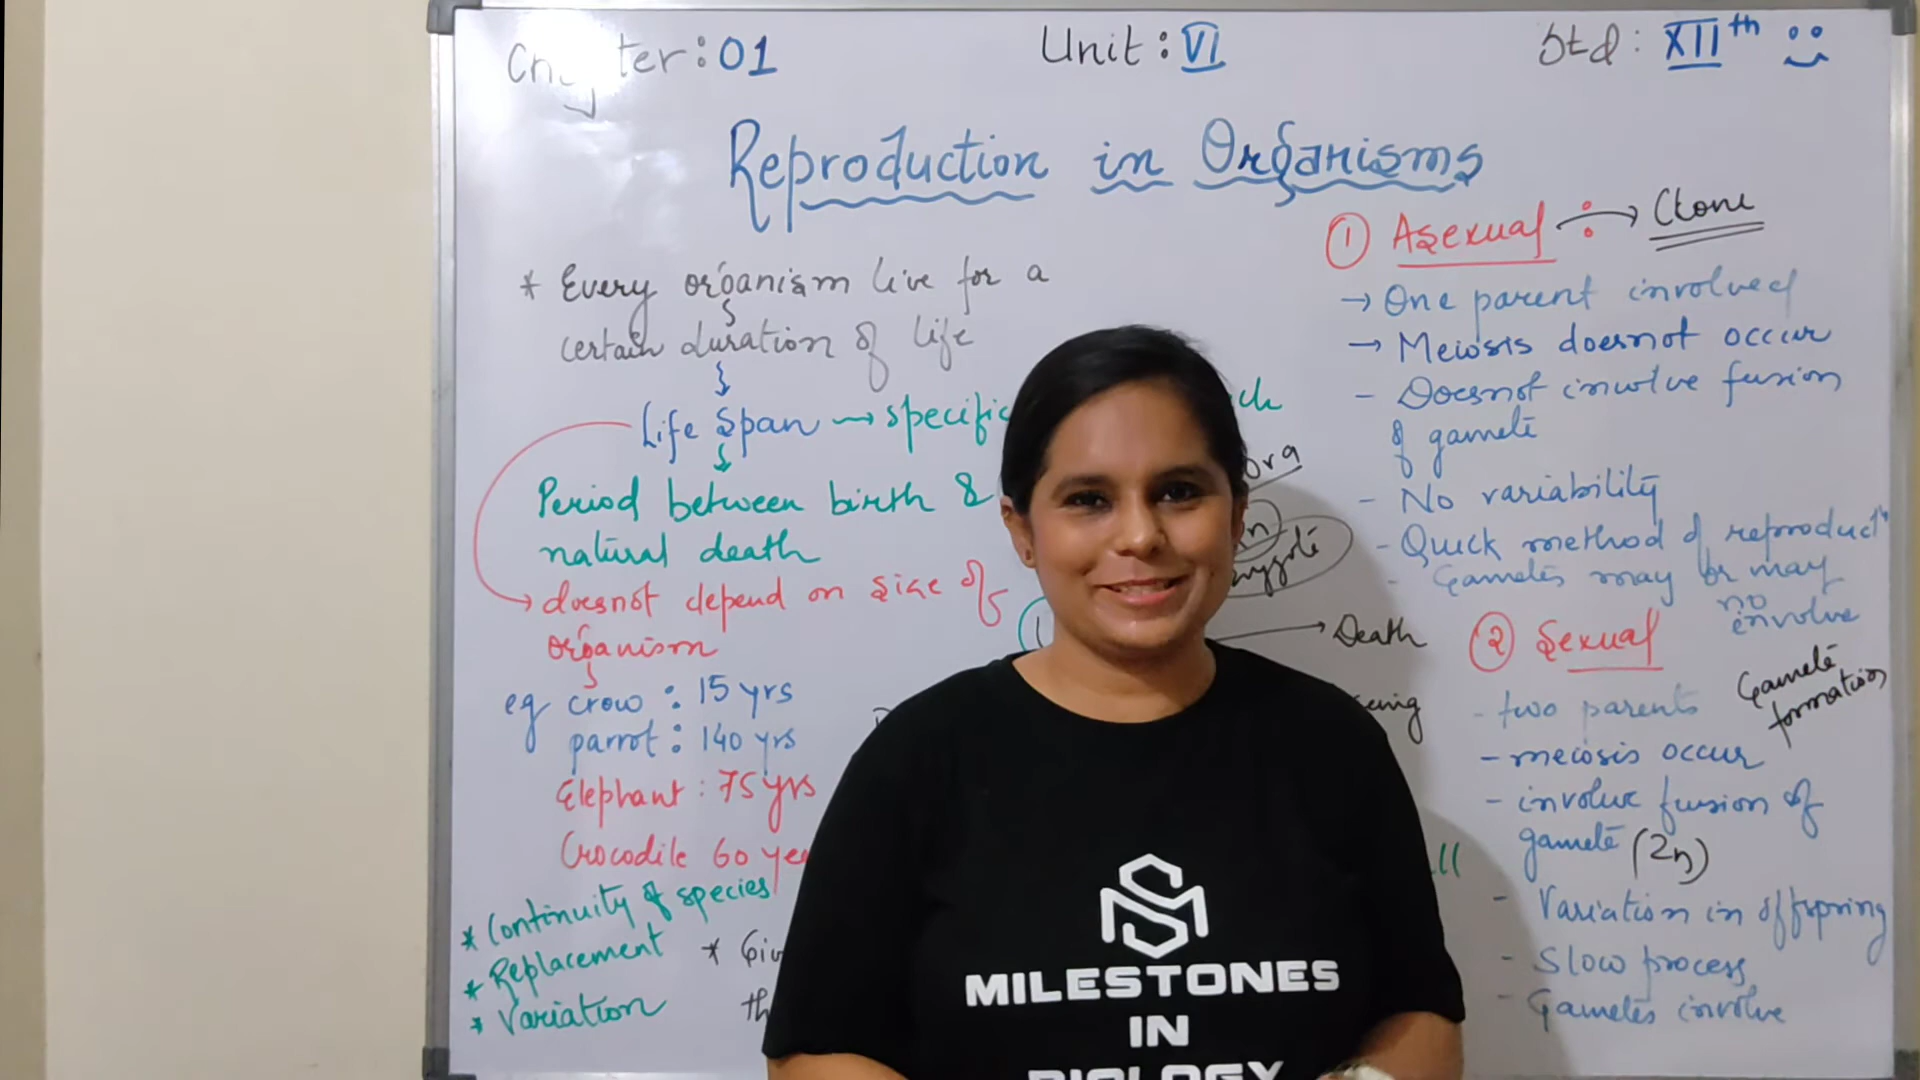 Chapter: 01
Unit: VI
Std: XIIth
Reproduction in Organisms
* Every organism live for a
certain duration of life
Life Span → specific
Period between birth &
natural death
→ doesnot depend on size of
organism
eg crow : 15 yrs
parrot : 140 yrs
Elephant : 75 yrs
Crocodile 60 yea
* Continuity of species
* Replacement
* Variation
* Giv
th
→ Death
① Asexual ÷ → Clone
→ One parent involved
→ Meiosis doesnot occur
- Doesnot involve fusion
of gamete
- No variability
- Quick method of reproduct
- Gametes may or may
no
involve
② Sexual
- two parents
Gamete
formation
- meiosis occur
- involve fusion of
gamete (2n)
- Variation in offspring
- Slow process
- Gametes involve
MILESTONES
IN
BIOLOGY